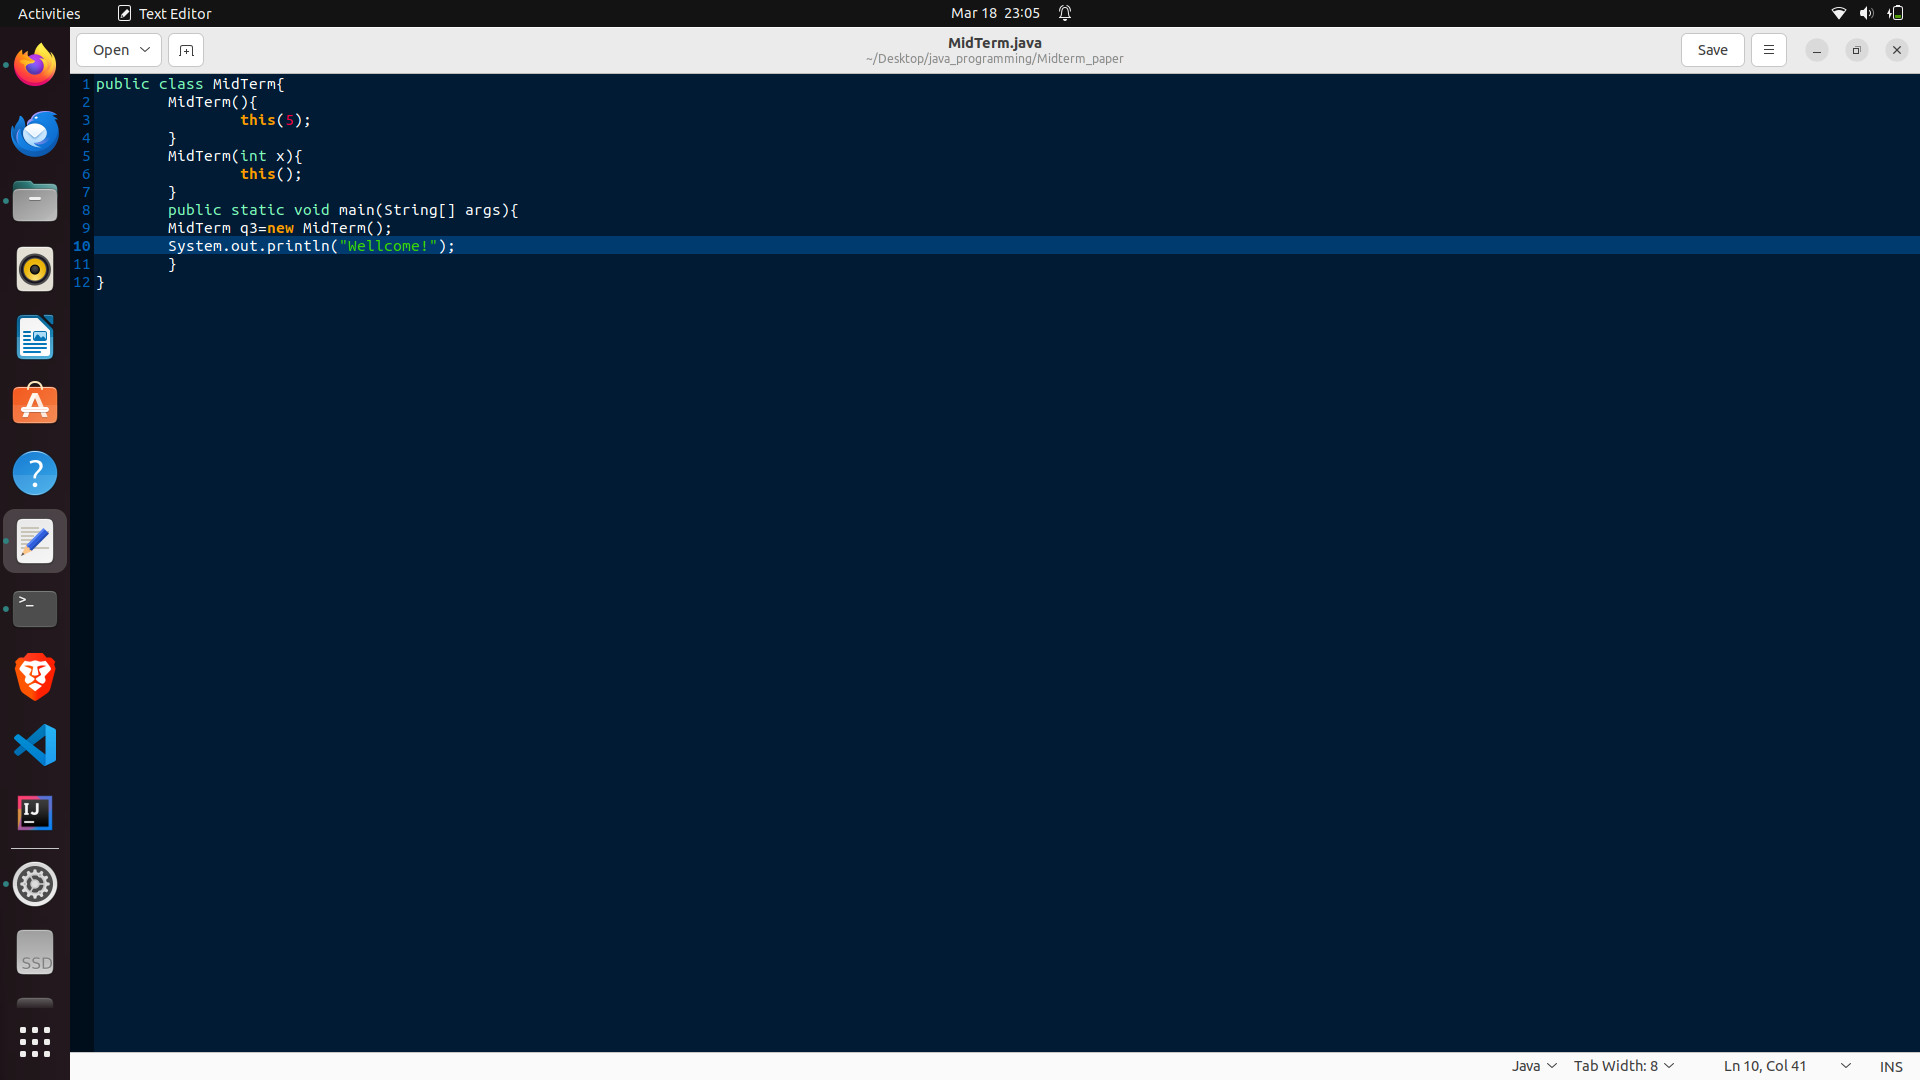 Activities Text Editor Mar 18 23:05
Open MidTerm.java Save
~/Desktop/java_programming/Midterm_paper
1 public class MidTerm{
2 MidTerm(){
3 this(5);
4 }
5 MidTerm(int x){
6 this();
7 }
8 public static void main(String[] args){
9 MidTerm q3=new MidTerm();
10 System.out.println("Wellcome!");
11 }
12 }
>_
IJ
SSD
Java Tab Width: 8 Ln 10, Col 41 INS